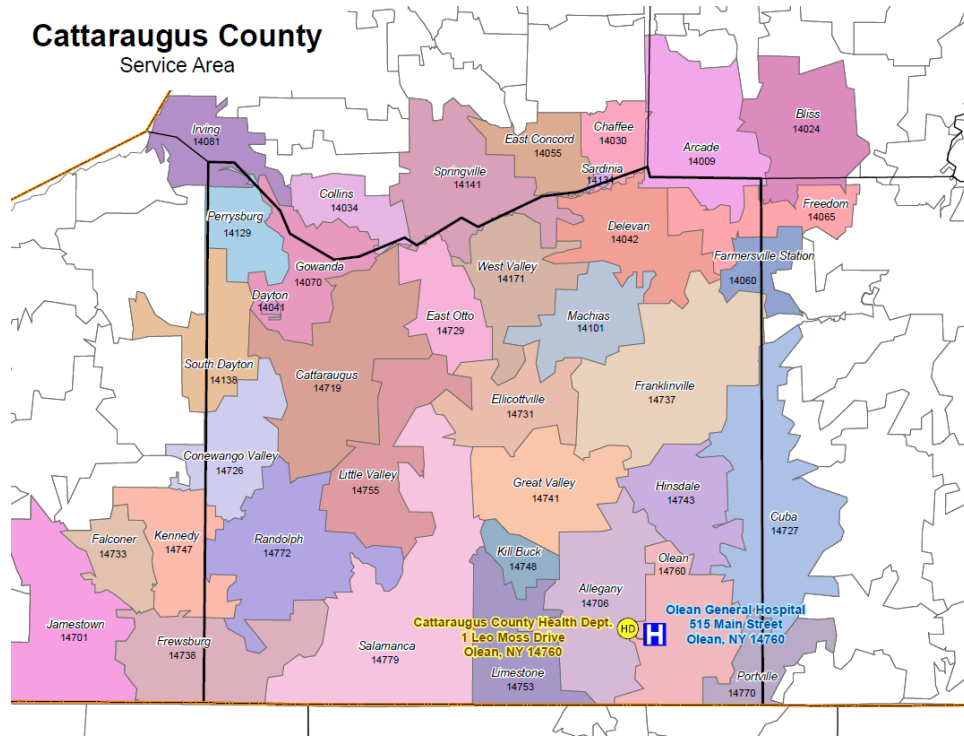 Cattaraugus County
Service Area
Irving
14081
East Concord
14055
Chaffee
14030
Bliss
14024
Arcade
14009
Springville
14141
Sardinia
14134
Collins
14034
Perrysburg
14129
Freedom
14065
Delevan
14042
Farmersville Station
14060
Gowanda
14070
West Valley
14171
Dayton
14041
East Otto
14729
Machias
14101
South Dayton
14138
Cattaraugus
14719
Franklinville
14737
Ellicottville
14731
Conewango Valley
14726
Little Valley
14755
Great Valley
14741
Hinsdale
14743
Cuba
14727
Falconer
14733
Kennedy
14747
Randolph
14772
Kill Buck
14748
Olean
14760
Allegany
14706
Jamestown
14701
Frewsburg
14738
Salamanca
14779
Cattaraugus County Health Dept.
1 Leo Moss Drive
Olean, NY 14760
HD
H
Olean General Hospital
515 Main Street
Olean, NY 14760
Limestone
14753
Portville
14770